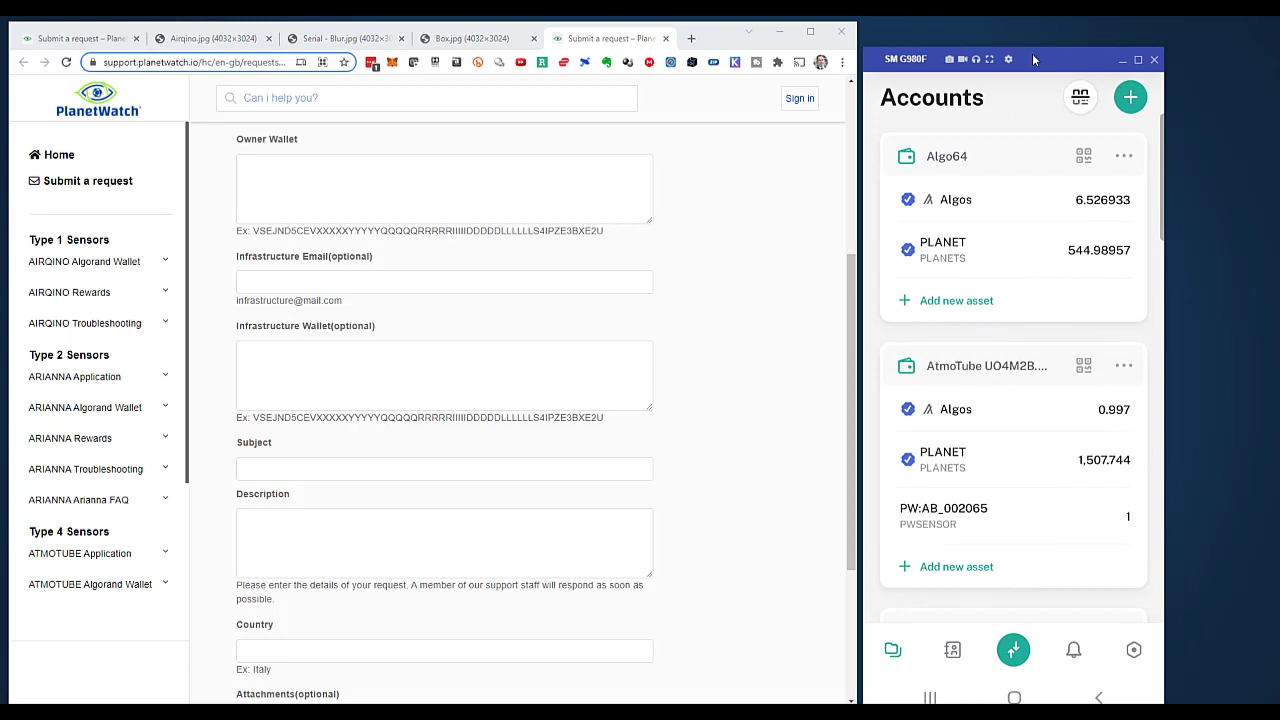 Submit a request – Plane
Airqino.jpg (4032×3024)
Serial - Blur.jpg (4032×30
Box.jpg (4032×3024)
Submit a request – Plane
support.planetwatch.io/hc/en-gb/requests...
PlanetWatch
Can i help you?
Sign in
Home
Submit a request
Type 1 Sensors
AIRQINO Algorand Wallet
AIRQINO Rewards
AIRQINO Troubleshooting
Type 2 Sensors
ARIANNA Application
ARIANNA Algorand Wallet
ARIANNA Rewards
ARIANNA Troubleshooting
ARIANNA Arianna FAQ
Type 4 Sensors
ATMOTUBE Application
ATMOTUBE Algorand Wallet
Owner Wallet
Ex: VSEJND5CEVXXXXXYYYYYQQQQQRRRRRIIIIIIDDDDDLLLLLLS4IPZE3BXE2U
Infrastructure Email(optional)
infrastructure@mail.com
Infrastructure Wallet(optional)
Ex: VSEJND5CEVXXXXXYYYYYQQQQQRRRRRIIIIIIDDDDDLLLLLLS4IPZE3BXE2U
Subject
Description
Please enter the details of your request. A member of our support staff will respond as soon as
possible.
Country
Ex: Italy
Attachments(optional)
SM G980F
Accounts
Algo64
Algos 6.526933
PLANET 544.98957
PLANETS
+ Add new asset
AtmoTube UO4M2B....
Algos 0.997
PLANET 1,507.744
PLANETS
PW:AB_002065 1
PWSENSOR
+ Add new asset